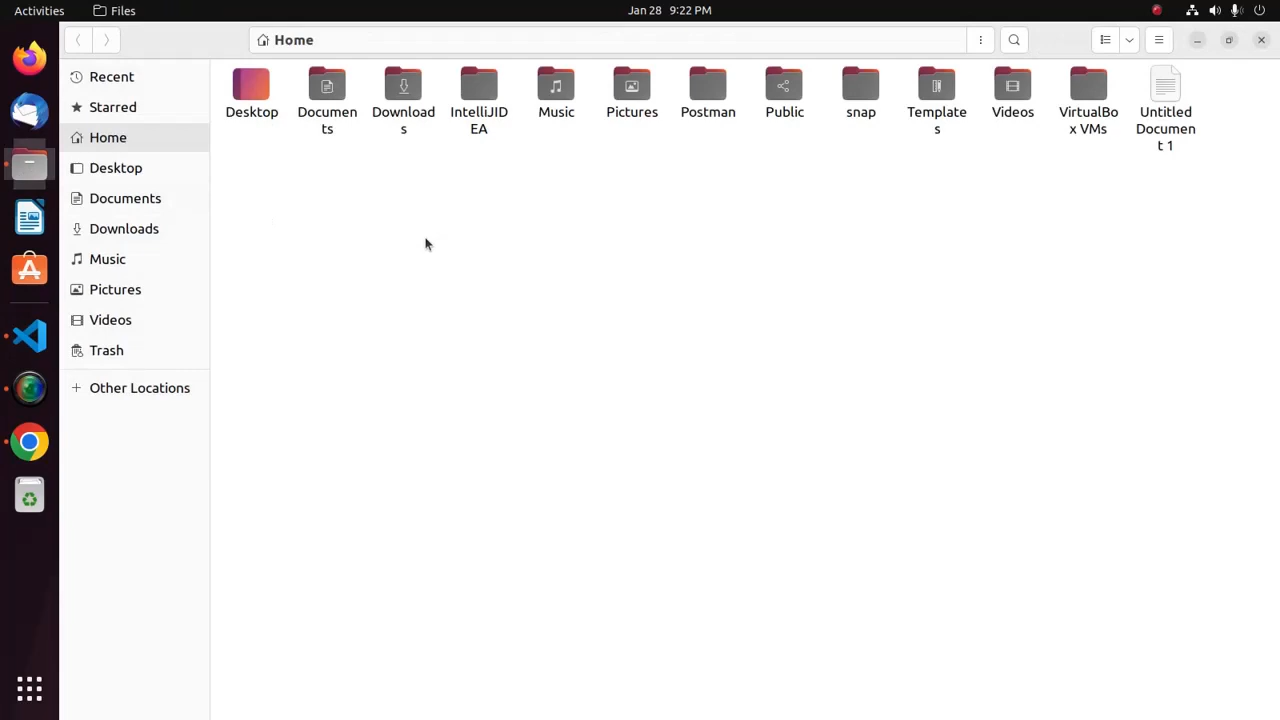 Activities
Files
Jan 28 9:22 PM
Home
Recent
Starred
Home
Desktop
Documents
Downloads
Music
Pictures
Videos
Trash
Other Locations
Desktop
Documen
ts
Download
s
IntelliJID
EA
Music
Pictures
Postman
Public
snap
Template
s
Videos
VirtualBo
x VMs
Untitled
Documen
t 1